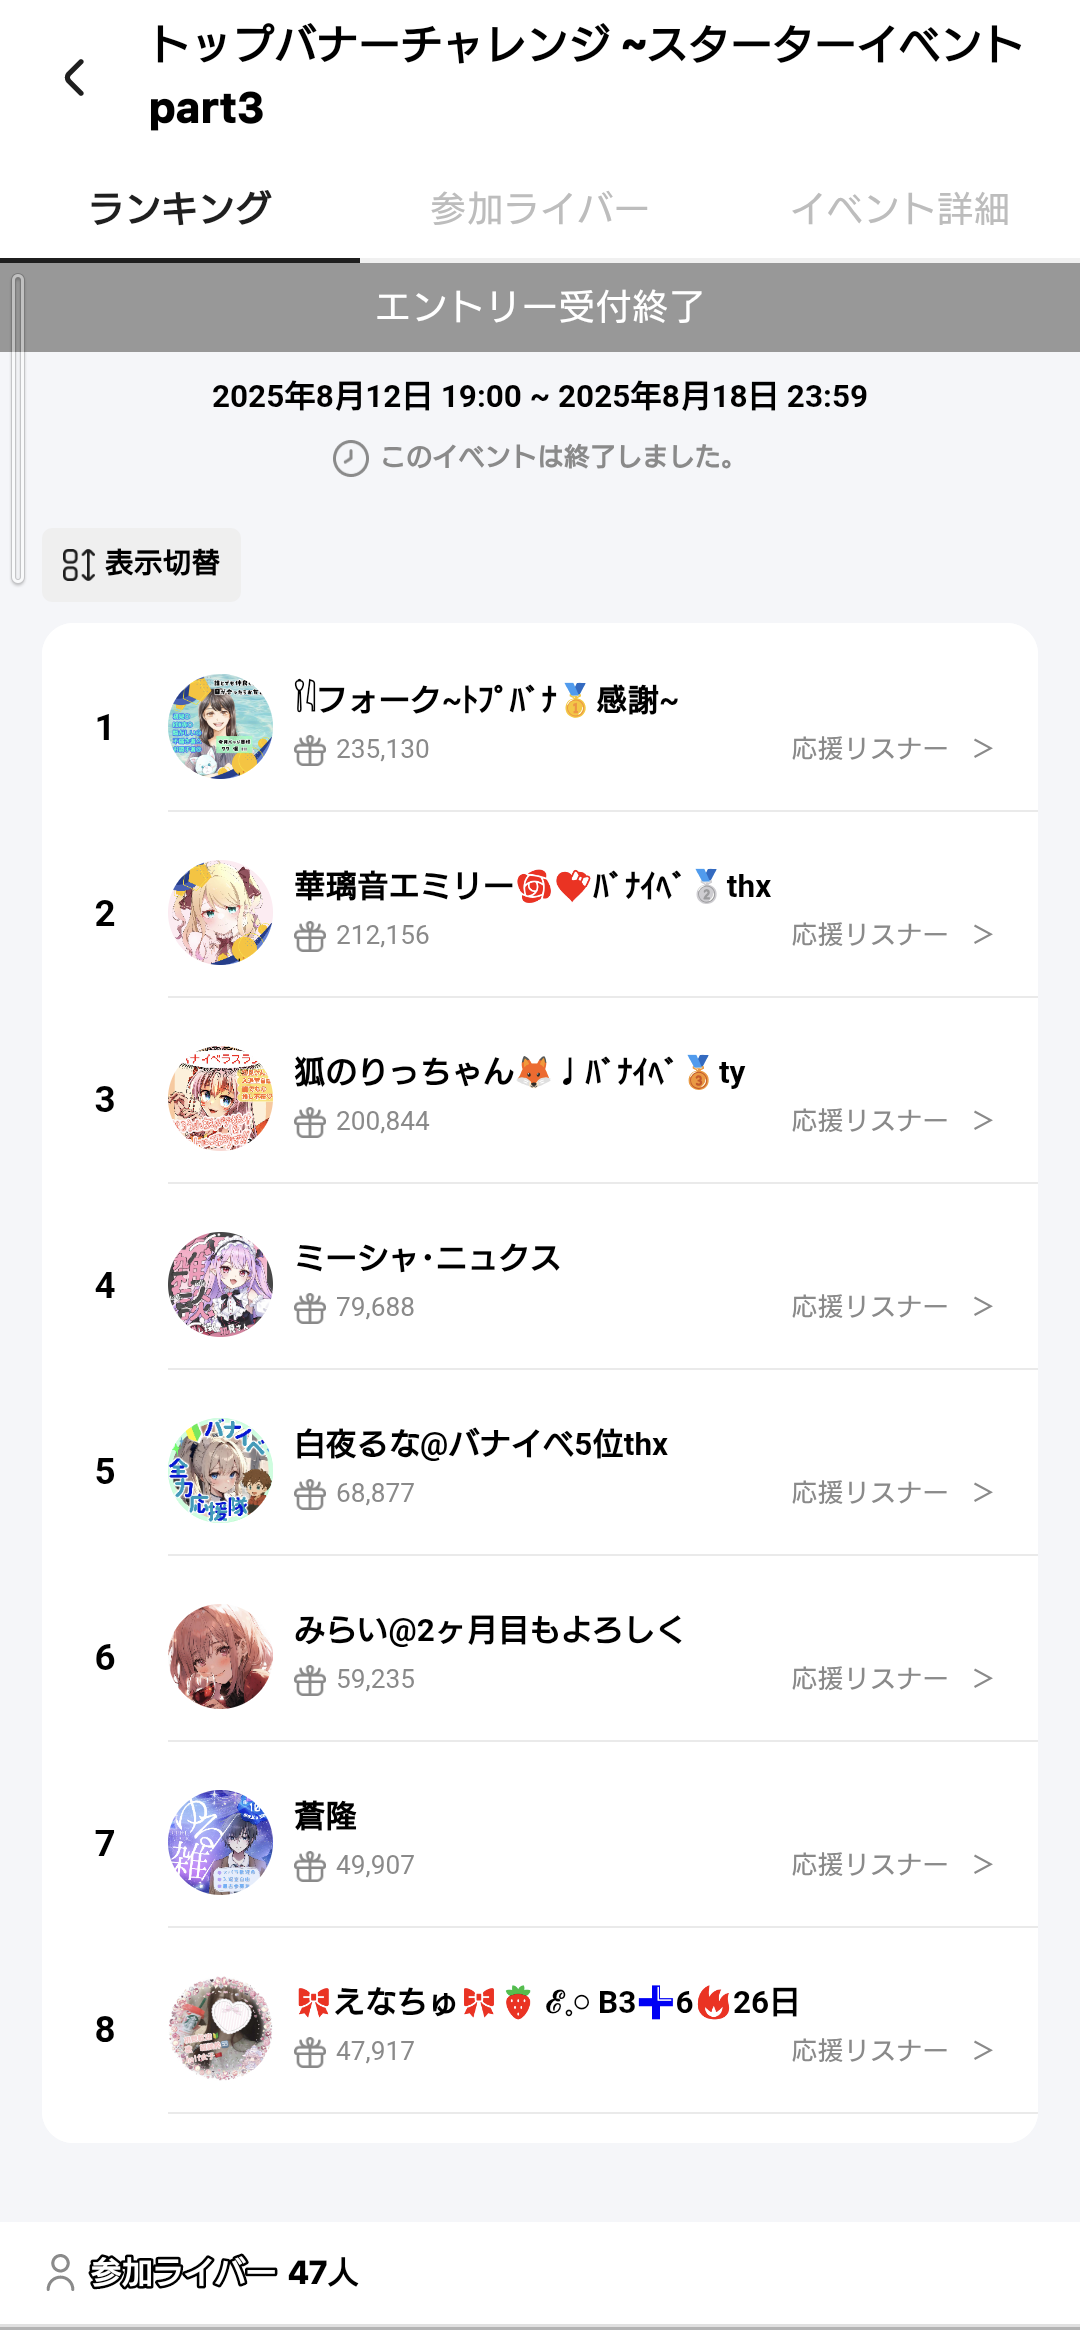 トップバナーチャレンジ ~スターターイベント
part3
ランキング
参加ライバー
イベント詳細
エントリー受付終了
2025年8月12日 19:00 ~ 2025年8月18日 23:59
このイベントは終了しました。
表示切替
1
フォーク~ﾄﾌﾟﾊﾞﾅ🥇感謝~
235,130
応援リスナー >
2
華璃音エミリー🌹💝ﾊﾞﾅｲﾍﾞ🥈thx
212,156
応援リスナー >
3
狐のりっちゃん🦊♩ﾊﾞﾅｲﾍﾞ🥉ty
200,844
応援リスナー >
4
ミーシャ･ニュクス
79,688
応援リスナー >
5
バナイベ
全力
応援隊
白夜るな@バナイベ5位thx
68,877
応援リスナー >
6
みらい@2ヶ月目もよろしく
59,235
応援リスナー >
7
ゆる
雑
蒼隆
49,907
応援リスナー >
8
🎀えなちゅ🎀🍓 ℰ.○ B3➕6🔥26日
47,917
応援リスナー >
参加ライバー 47人